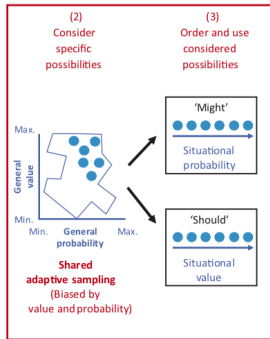 (2)
Consider
specific
possibilities
(3)
Order and use
considered
possibilities
Max.
General
value
Min.
Min.
General
probability
Max.
Shared
adaptive sampling
(Biased by
value and probability)
‘Might’
Situational
probability
‘Should’
Situational
value